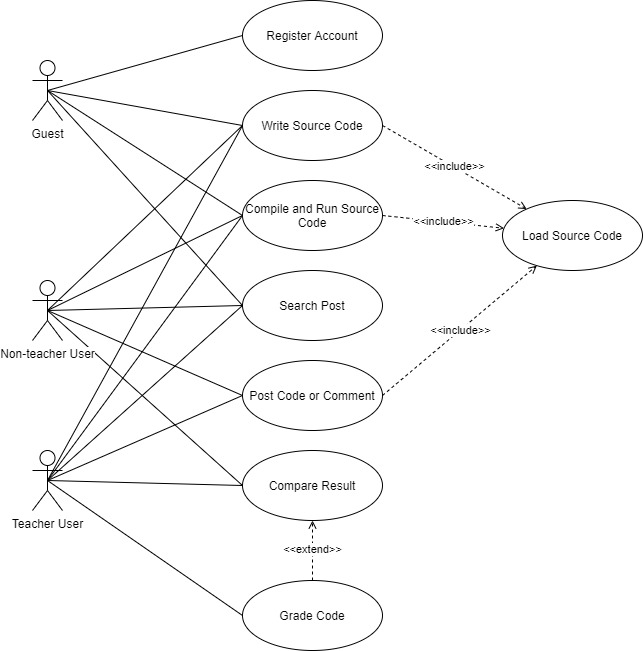 Register Account
Guest
Write Source Code
<<include>>
Compile and Run Source
Code
<<include>>
Load Source Code
Search Post
Non-teacher User
<<include>>
Post Code or Comment
Compare Result
Teacher User
<<extend>>
Grade Code